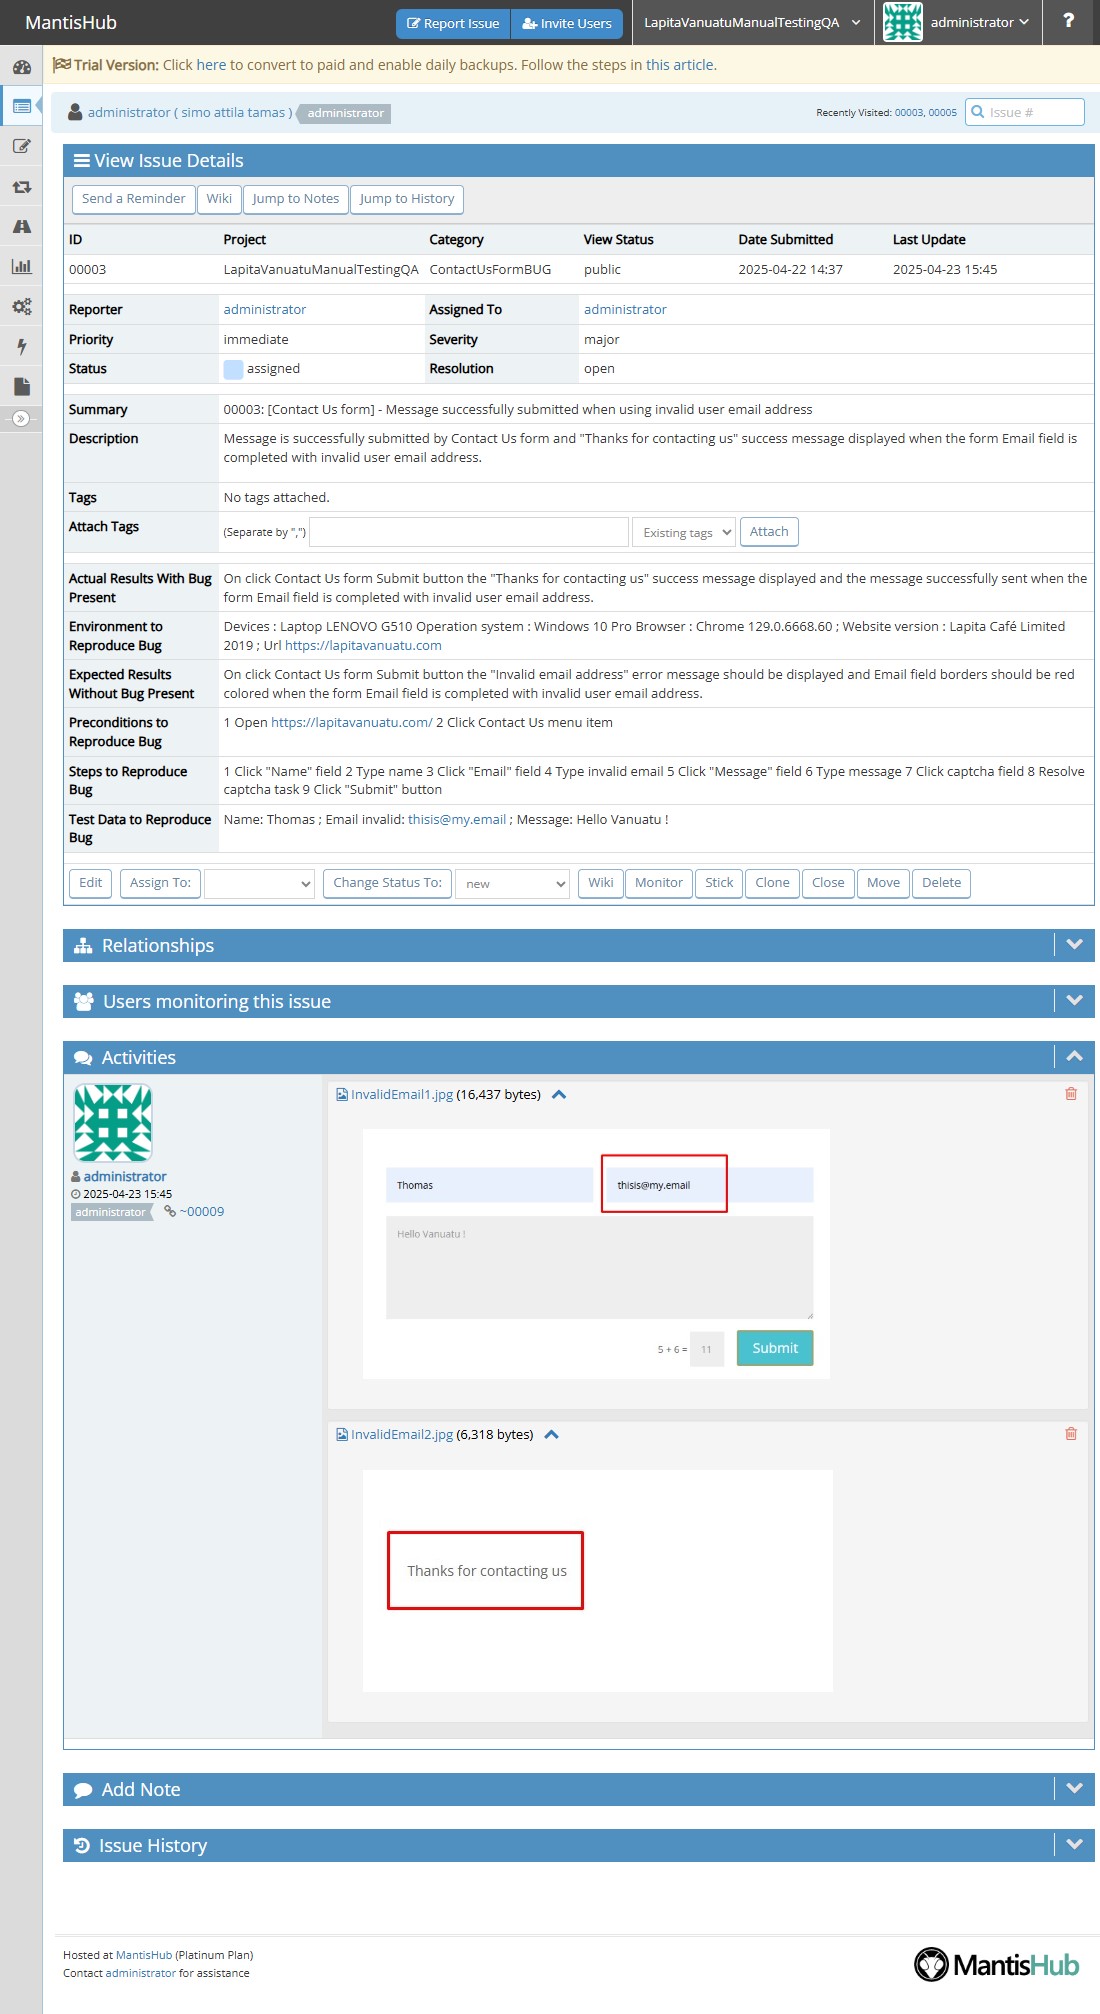 MantisHub
Report Issue
Invite Users
LapitaVanuatuManualTestingQA
administrator
?
Trial Version: Click here to convert to paid and enable daily backups. Follow the steps in this article.
administrator ( simo attila tamas ) administrator
Recently Visited: 00003, 00005
Issue #
View Issue Details
Send a Reminder Wiki Jump to Notes Jump to History
ID Project Category View Status Date Submitted Last Update
00003 LapitaVanuatuManualTestingQA ContactUsFormBUG public 2025-04-22 14:37 2025-04-23 15:45
Reporter administrator Assigned To administrator
Priority immediate Severity major
Status assigned Resolution open
Summary 00003: [Contact Us form] - Message successfully submitted when using invalid user email address
Description Message is successfully submitted by Contact Us form and "Thanks for contacting us" success message displayed when the form Email field is
completed with invalid user email address.
Tags No tags attached.
Attach Tags (Separate by ",") Existing tags Attach
Actual Results With Bug
Present
On click Contact Us form Submit button the "Thanks for contacting us" success message displayed and the message successfully sent when the
form Email field is completed with invalid user email address.
Environment to
Reproduce Bug
Devices : Laptop LENOVO G510 Operation system : Windows 10 Pro Browser : Chrome 129.0.6668.60 ; Website version : Lapita Café Limited
2019 ; Url https://lapitavanuatu.com
Expected Results
Without Bug Present
On click Contact Us form Submit button the "Invalid email address" error message should be displayed and Email field borders should be red
colored when the form Email field is completed with invalid user email address.
Preconditions to
Reproduce Bug
1 Open https://lapitavanuatu.com/ 2 Click Contact Us menu item
Steps to Reproduce
Bug
1 Click "Name" field 2 Type name 3 Click "Email" field 4 Type invalid email 5 Click "Message" field 6 Type message 7 Click captcha field 8 Resolve
captcha task 9 Click "Submit" button
Test Data to Reproduce
Bug
Name: Thomas ; Email invalid: thisis@my.email ; Message: Hello Vanuatu !
Edit Assign To: Change Status To: new Wiki Monitor Stick Clone Close Move Delete
Relationships
Users monitoring this issue
Activities
administrator
2025-04-23 15:45
administrator ~00009
InvalidEmail1.jpg (16,437 bytes)
Thomas
thisis@my.email
Hello Vanuatu !
5 + 6 = 11
Submit
InvalidEmail2.jpg (6,318 bytes)
Thanks for contacting us
Add Note
Issue History
Hosted at MantisHub (Platinum Plan)
Contact administrator for assistance
MantisHub